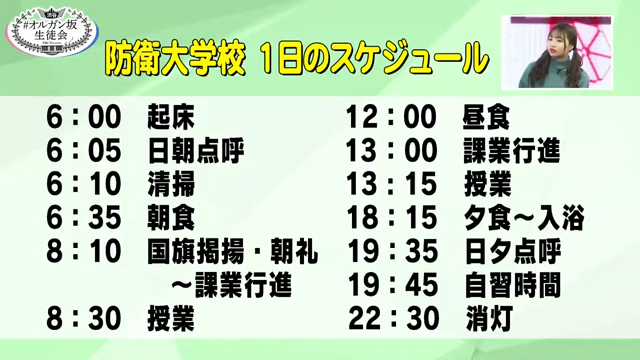 渋谷
#オルガン坂
生徒会
防衛大学校 1日のスケジュール
6：00 起床
6：05 日朝点呼
6：10 清掃
6：35 朝食
8：10 国旗掲揚・朝礼
～課業行進
8：30 授業
12：00 昼食
13：00 課業行進
13：15 授業
18：15 夕食～入浴
19：35 日夕点呼
19：45 自習時間
22：30 消灯